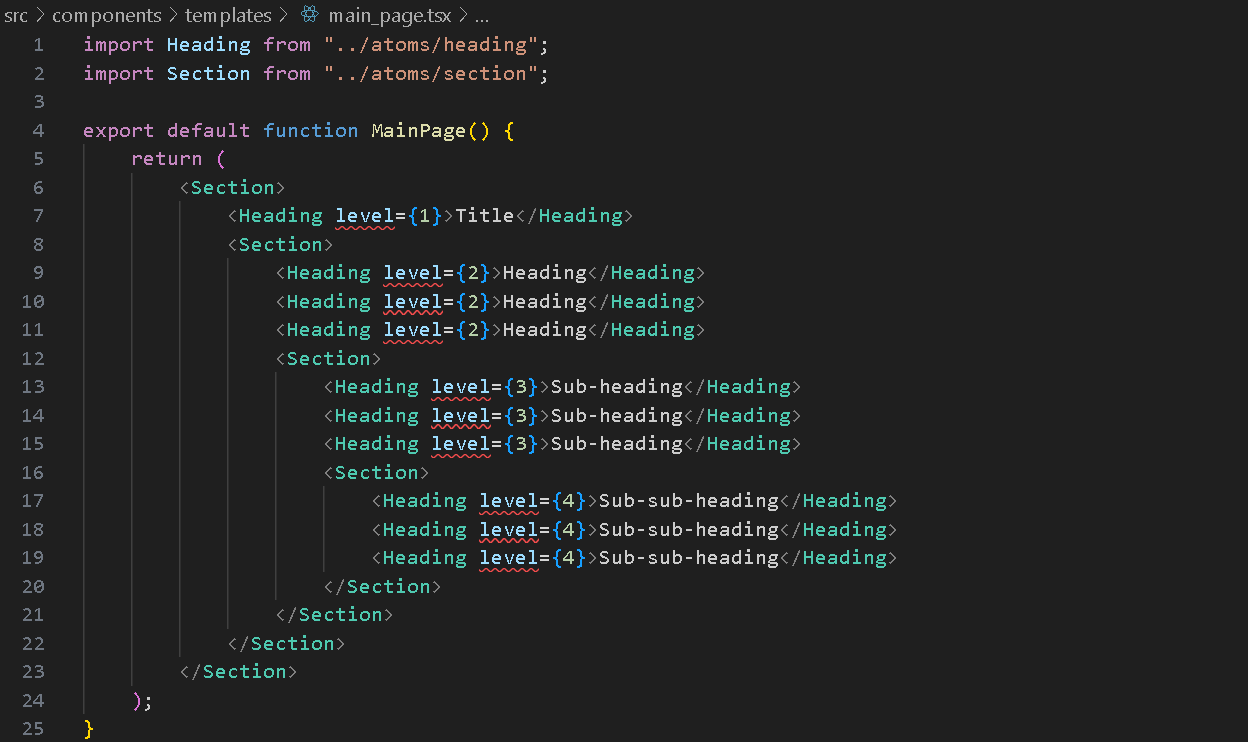 src > components > templates > main_page.tsx > ...
1 import Heading from "../atoms/heading";
2 import Section from "../atoms/section";
3
4 export default function MainPage() {
5     return (
6         <Section>
7             <Heading level={1}>Title</Heading>
8             <Section>
9                 <Heading level={2}>Heading</Heading>
10                 <Heading level={2}>Heading</Heading>
11                 <Heading level={2}>Heading</Heading>
12                 <Section>
13                     <Heading level={3}>Sub-heading</Heading>
14                     <Heading level={3}>Sub-heading</Heading>
15                     <Heading level={3}>Sub-heading</Heading>
16                     <Section>
17                         <Heading level={4}>Sub-sub-heading</Heading>
18                         <Heading level={4}>Sub-sub-heading</Heading>
19                         <Heading level={4}>Sub-sub-heading</Heading>
20                     </Section>
21                 </Section>
22             </Section>
23         </Section>
24     );
25 }